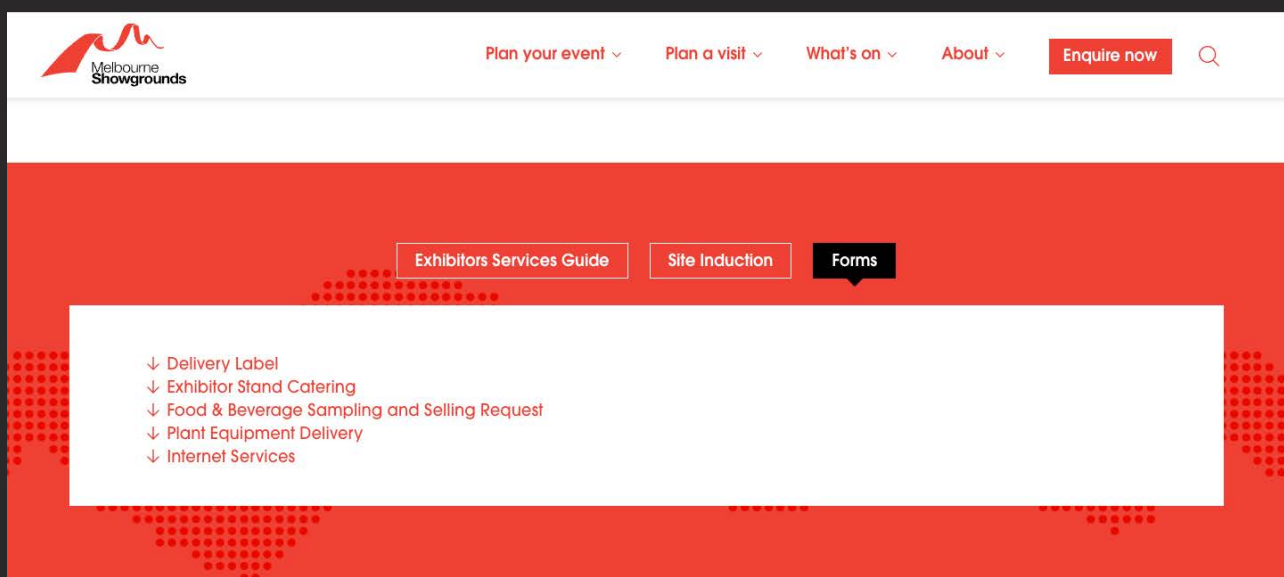 Melbourne
Showgrounds
Plan your event
Plan a visit
What's on
About
Enquire now
Exhibitors Services Guide
Site Induction
Forms
↓ Delivery Label
↓ Exhibitor Stand Catering
↓ Food & Beverage Sampling and Selling Request
↓ Plant Equipment Delivery
↓ Internet Services